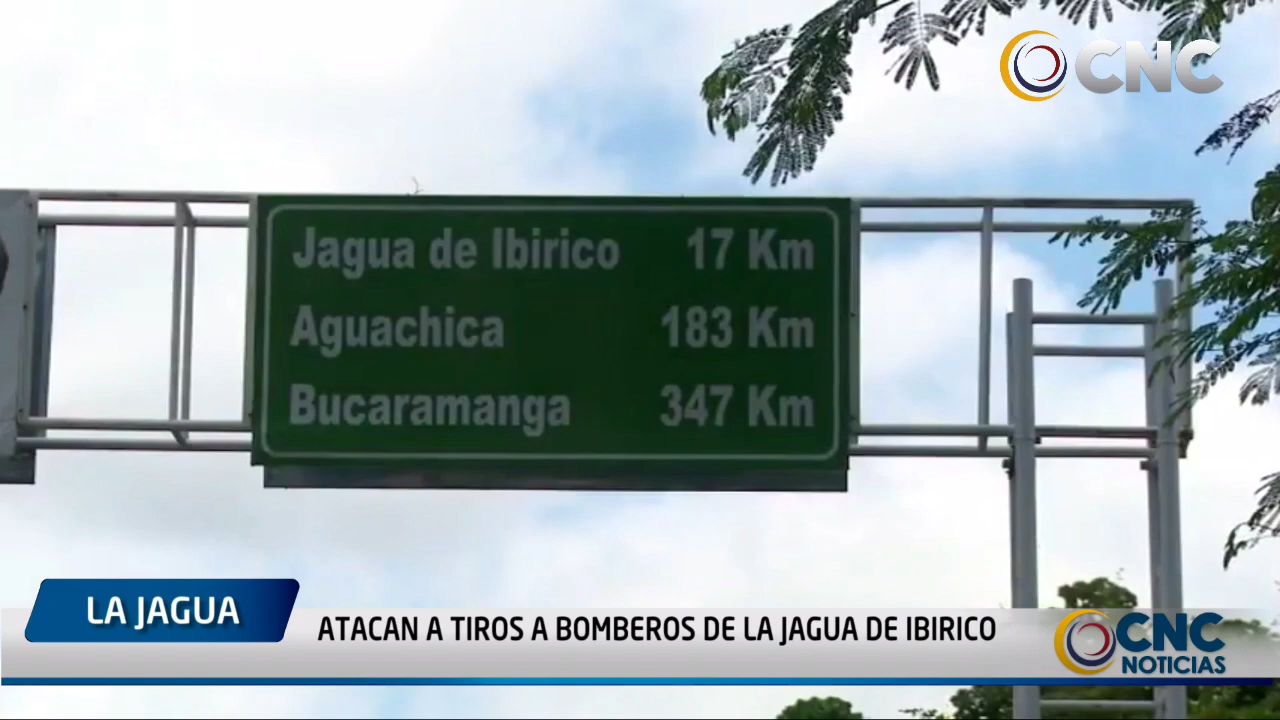 CNC
Jagua de Ibirico 17 Km
Aguachica 183 Km
Bucaramanga 347 Km
LA JAGUA
ATACAN A TIROS A BOMBEROS DE LA JAGUA DE IBIRICO
CNC
NOTICIAS